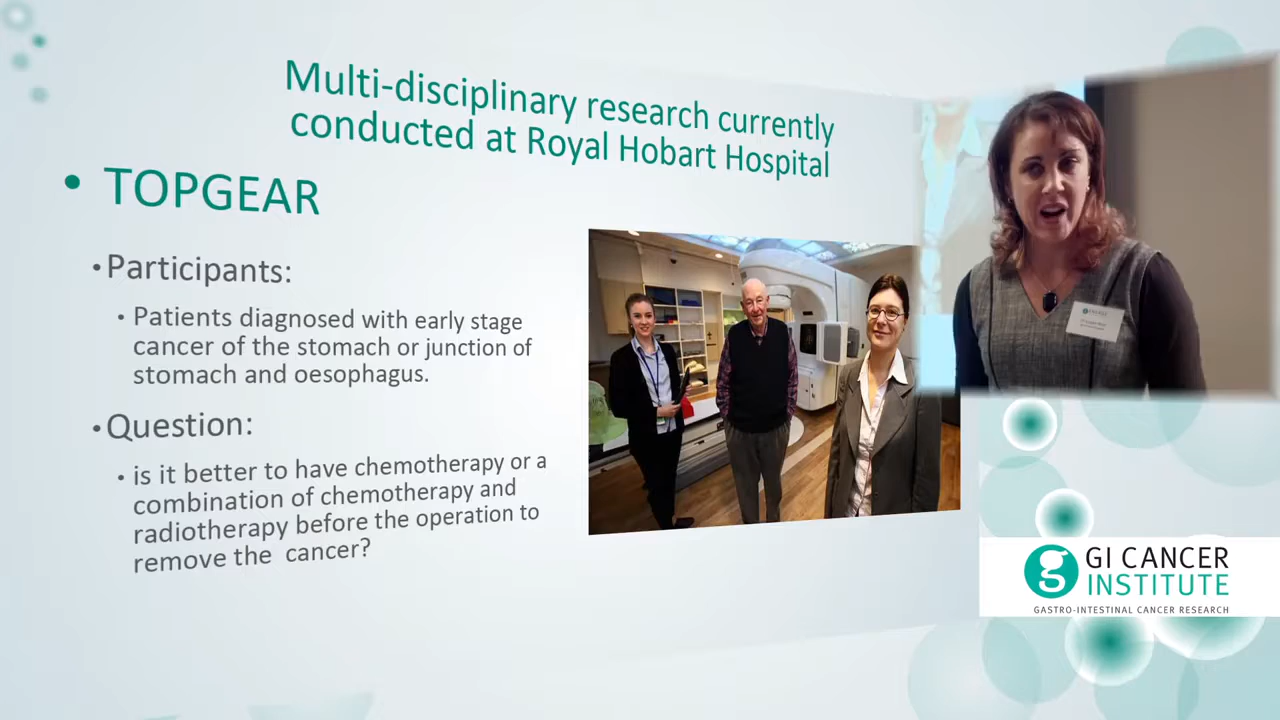 Multi-disciplinary research currently
conducted at Royal Hobart Hospital
• TOPGEAR
• Participants:
• Patients diagnosed with early stage
cancer of the stomach or junction of
stomach and oesophagus.
• Question:
• is it better to have chemotherapy or a
combination of chemotherapy and
radiotherapy before the operation to
remove the cancer?
g
GI CANCER
INSTITUTE
GASTRO-INTESTINAL CANCER RESEARCH